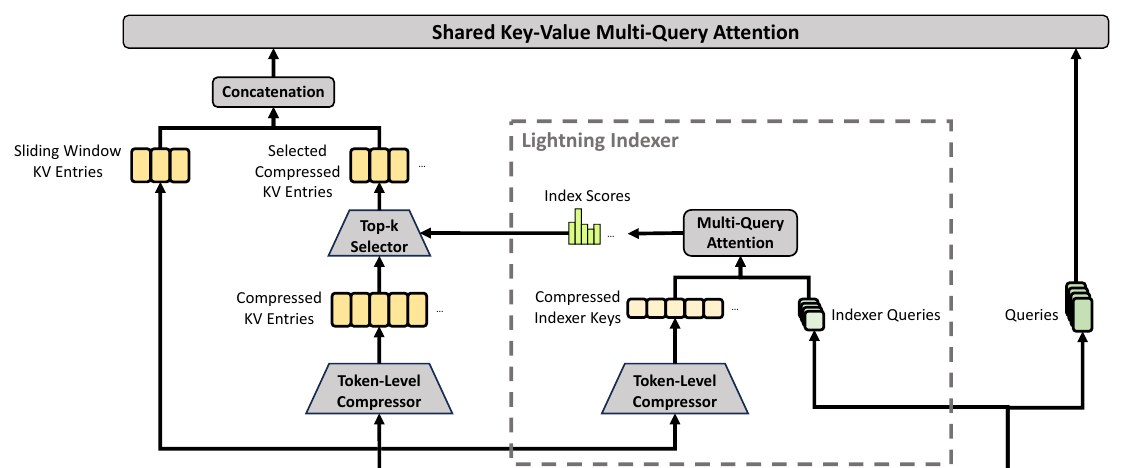 Shared Key-Value Multi-Query Attention
Concatenation
Lightning Indexer
Sliding Window
KV Entries
Selected
Compressed
KV Entries
...
Index Scores
...
Multi-Query
Attention
Top-k
Selector
Compressed
KV Entries
...
Compressed
Indexer Keys
...
Indexer Queries
Queries
Token-Level
Compressor
Token-Level
Compressor